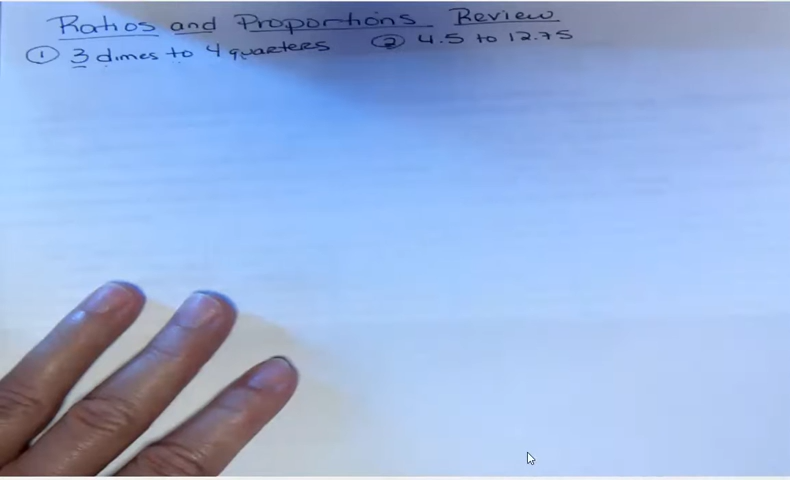 Ratios and Proportions Review
① 3 dimes to 4 quarters ② 4.5 to 12.75